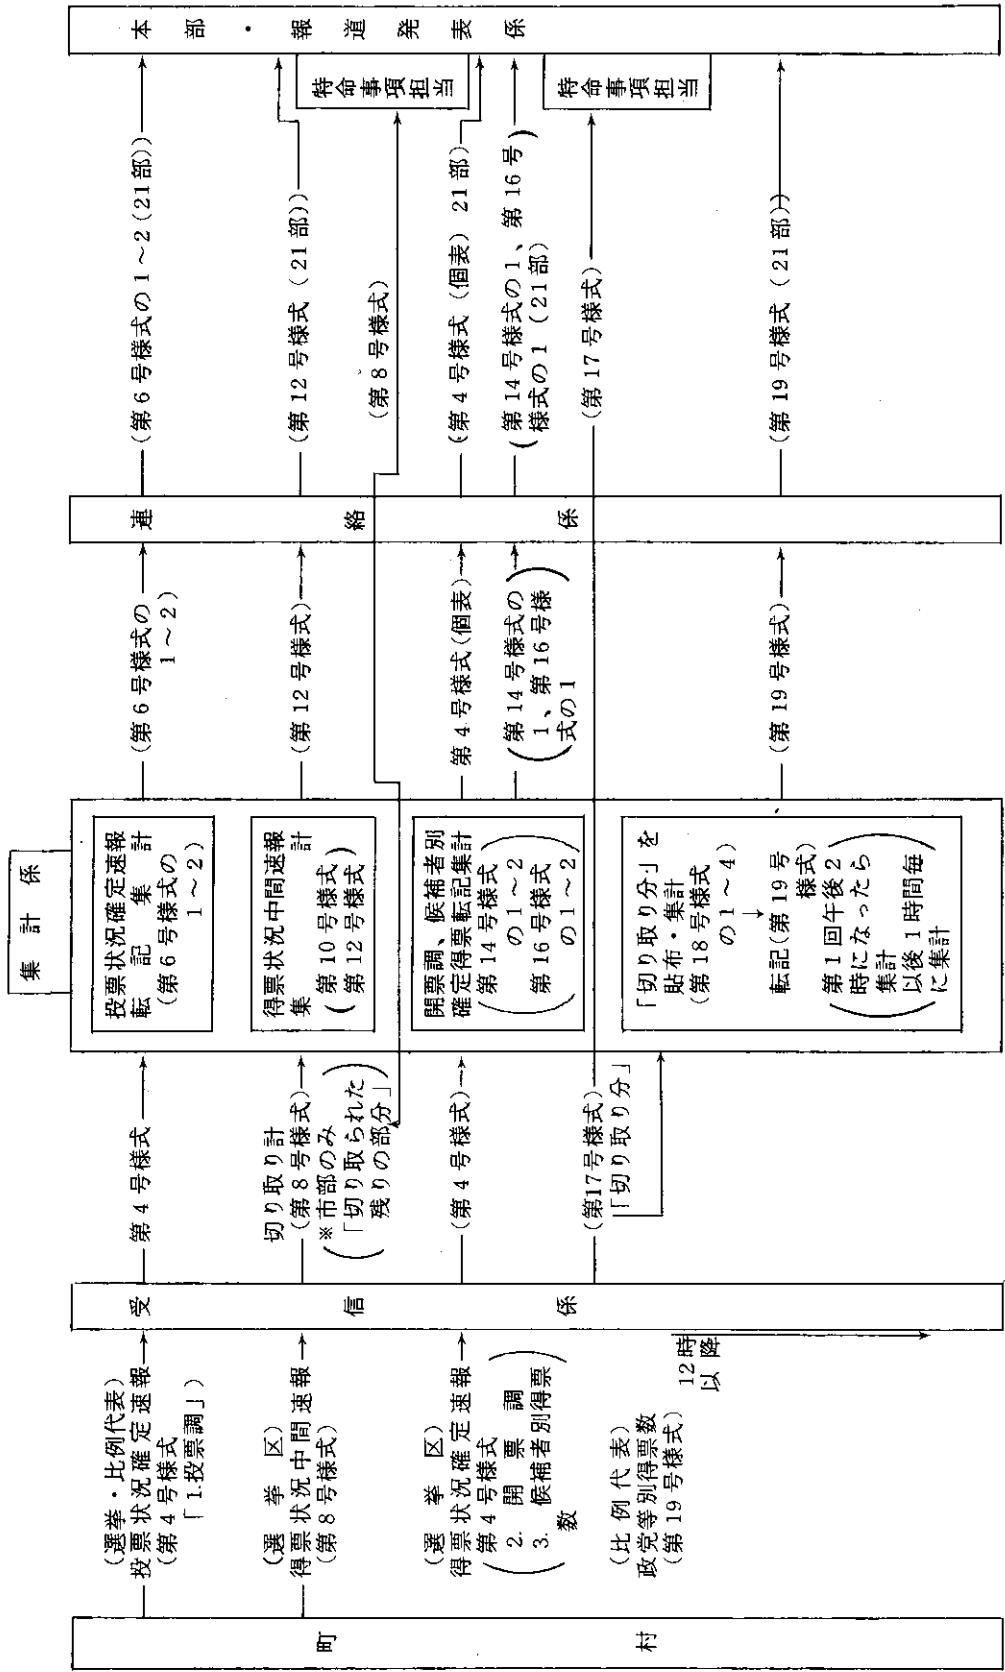 町村
(選挙・比例代表)
投票状況確定速報
(第4号様式
「1.投票調」)
(選挙区)
得票状況中間速報
(第8号様式)
(選挙区)
得票状況確定速報
第4号様式
2. 開票調
3. 候補者別得票
数
(比例代表)
政党等別得票数
(第19号様式)
受信係
12時
以降
第4号様式
切り取り計
(第8号様式)
※市部のみ
「切り取られた
残りの部分」
(第4号様式)
(第17号様式)
「切り取り分」
集計係
投票状況確定速報
転記集計
(第6号様式の
1~2)
得票状況中間速報
集計
(第10号様式)
(第12号様式)
開票調、候補者別
確定得票転記集計
(第14号様式
の1~2)
(第16号様式
の1~2)
「切り取り分」を
貼布・集計
(第18号様式
の1~4)
↓
転記(第19号
様式)
(第1回午後2
時になったら
集計
以後1時間毎
に集計)
(第6号様式の
1~2)
(第12号様式)
第4号様式(個表)
(第14号様式の
1、第16号様
式の1)
(第19号様式)
連絡係
(第6号様式の1~2(21部))
(第12号様式(21部))
(第8号様式)
(第4号様式(個表)21部)
(第14号様式の1、第16号
様式の1(21部))
(第17号様式)
(第19号様式(21部))
特命事項担当
特命事項担当
本部・報道発表係